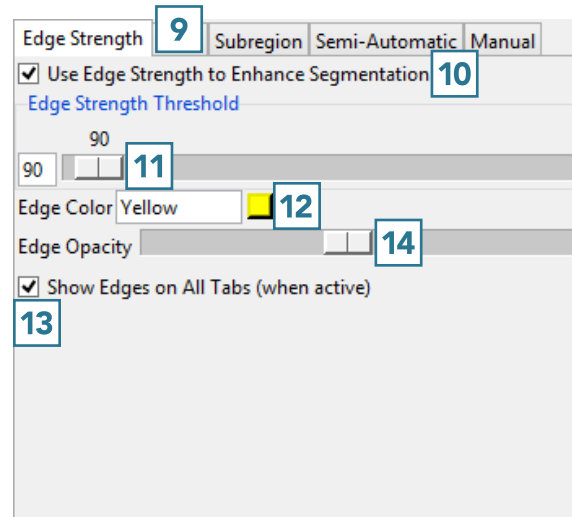 Edge Strength 9 Subregion Semi-Automatic Manual
Use Edge Strength to Enhance Segmentation 10
Edge Strength Threshold
90
90 11
Edge Color Yellow 12
Edge Opacity 14
Show Edges on All Tabs (when active)
13